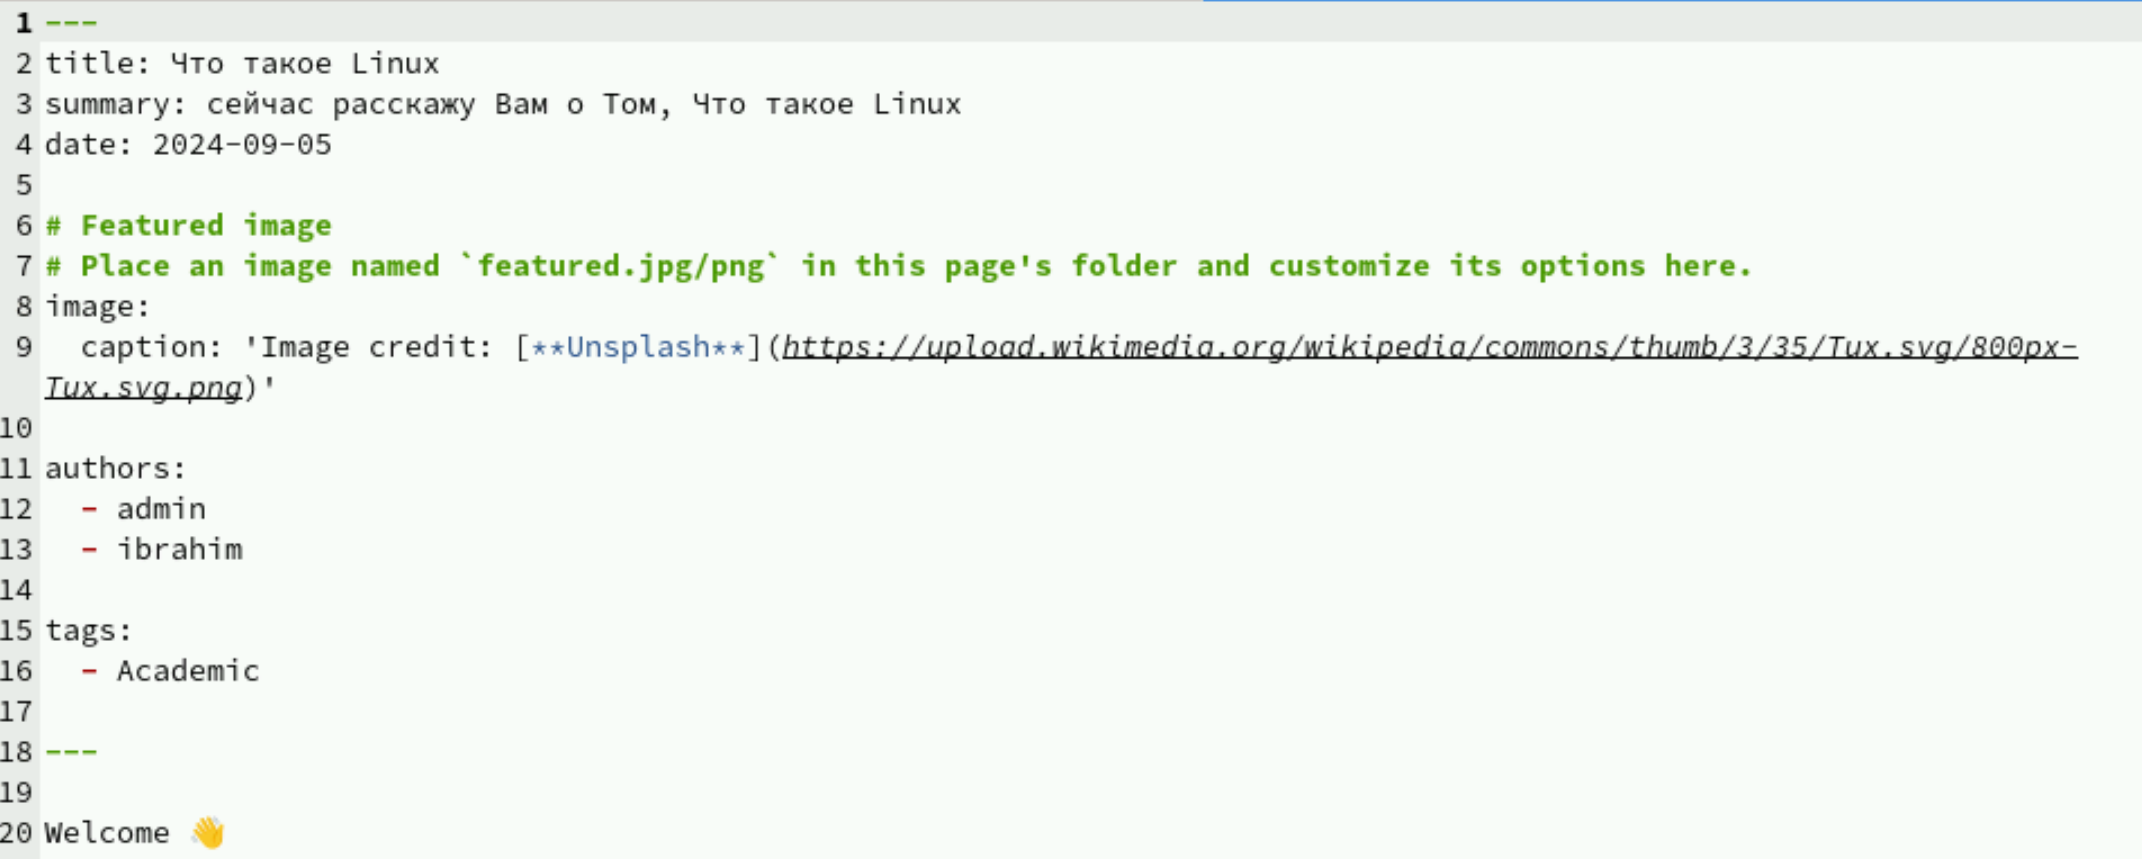 1 ---
2 title: Что такое Linux
3 summary: сейчас расскажу Вам о Том, Что такое Linux
4 date: 2024-09-05
5
6 # Featured image
7 # Place an image named `featured.jpg/png` in this page's folder and customize its options here.
8 image:
9   caption: 'Image credit: [**Unsplash**](https://upload.wikimedia.org/wikipedia/commons/thumb/3/35/Tux.svg/800px-
Tux.svg.png)'
10
11 authors:
12   - admin
13   - ibrahim
14
15 tags:
16   - Academic
17
18 ---
19
20 Welcome 👋